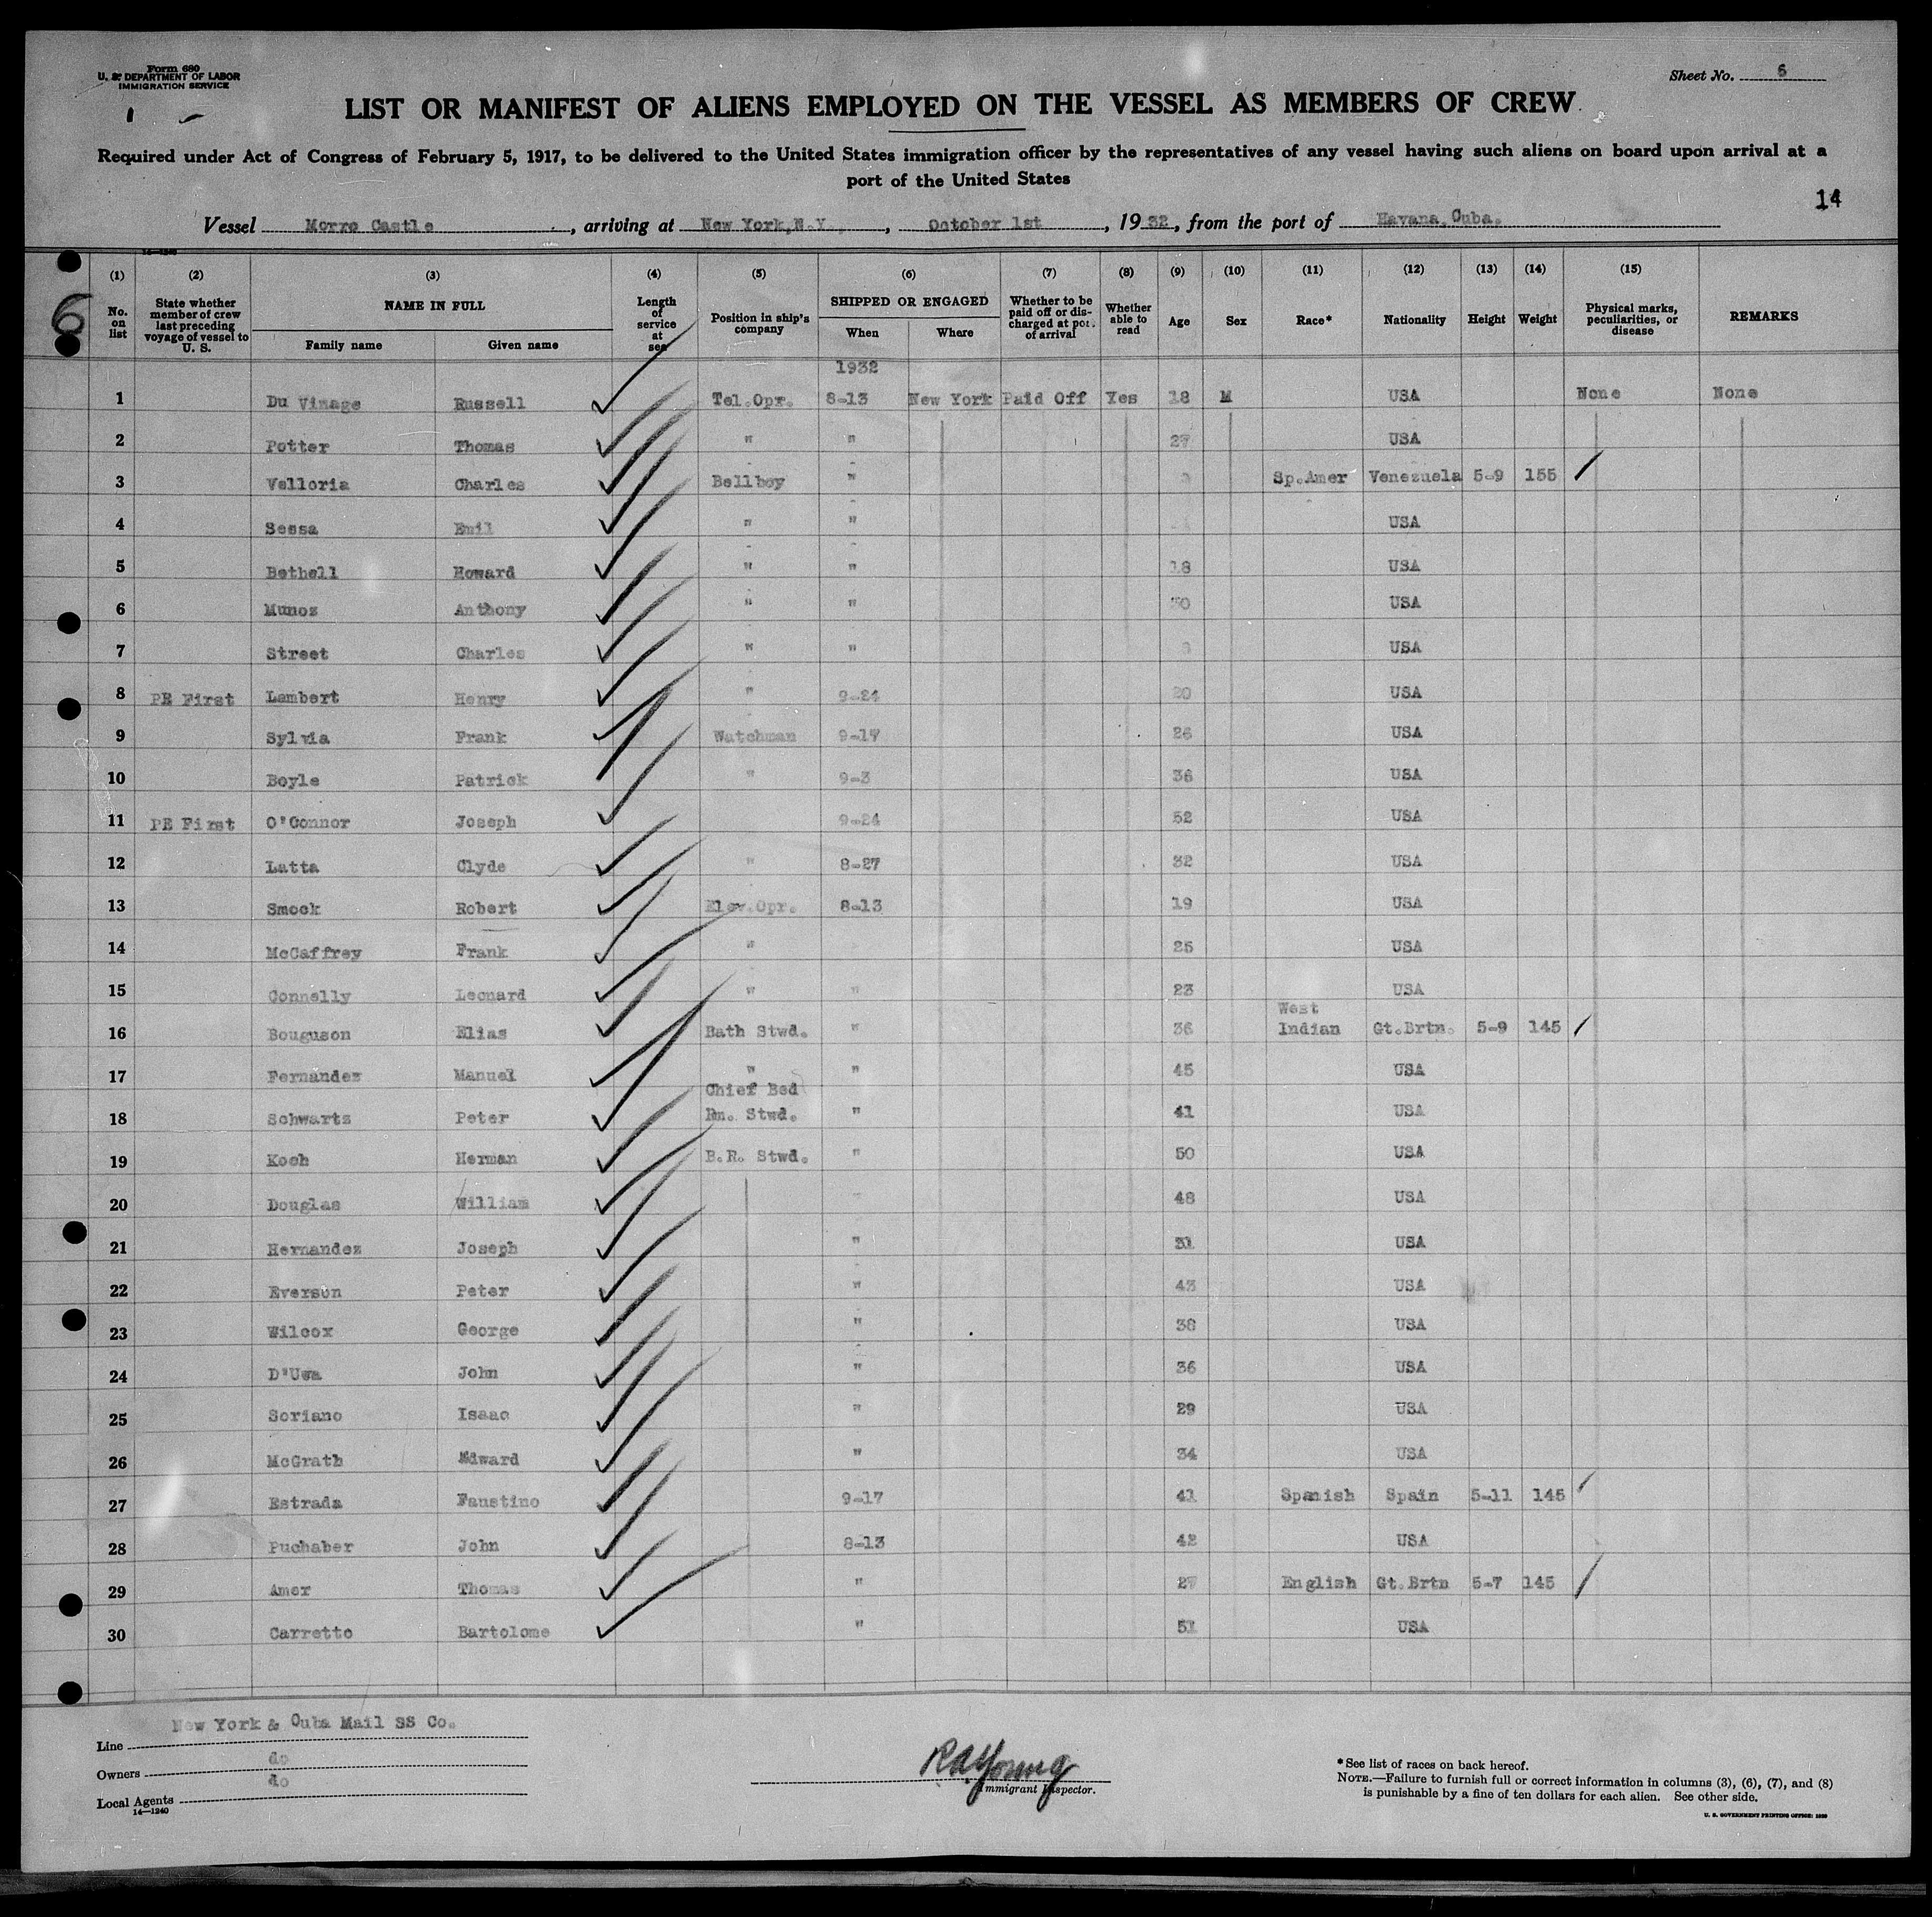 Form 680
U. S. DEPARTMENT OF LABOR
IMMIGRATION SERVICE
Sheet No. 6
LIST OR MANIFEST OF ALIENS EMPLOYED ON THE VESSEL AS MEMBERS OF CREW
Required under Act of Congress of February 5, 1917, to be delivered to the United States immigration officer by the representatives of any vessel having such aliens on board upon arrival at a
port of the United States
14
Vessel Morro Castle, arriving at New York, N.Y., October 1st, 1932, from the port of Havana, Cuba.
14—1240
6
(1) (2) (3) (4) (5) (6) (7) (8) (9) (10) (11) (12) (13) (14) (15)
No. on list
State whether member of crew last preceding voyage of vessel to U. S.
NAME IN FULL
Family name Given name
Length of service at sea
Position in ship's company
SHIPPED OR ENGAGED
When Where
Whether to be paid off or discharged at port of arrival
Whether able to read
Age
Sex
Race*
Nationality
Height
Weight
Physical marks, peculiarities, or disease
REMARKS
1932
1 Du Vinage Russell Tel.Opr. 8-13 New York Paid Off Yes 18 M USA None None
2 Potter Thomas " " 27 USA
3 Velloria Charles Bellboy " Sp.Amer Venezuela 5-9 155
4 Sessa Emil " " USA
5 Bethell Howard " " 18 USA
6 Munoz Anthony " " USA
7 Street Charles " " USA
8 PE First Lambert Henry " 9-24 20 USA
9 Sylvia Frank Watchman 9-17 26 USA
10 Boyle Patrick " 9-3 36 USA
11 PE First O'Connor Joseph 9-24 52 USA
12 Latta Clyde " 8-27 32 USA
13 Smock Robert Elev.Opr. 8-13 19 USA
14 McCaffrey Frank " 25 USA
15 Connelly Leonard " " 23 USA
West
16 Bouguson Elias Bath Stwd. " 36 Indian Gt.Brtn. 5-9 145
17 Fernandez Manuel " " 45 USA
Chief Bed
18 Schwartz Peter Rm. Stwd. " 41 USA
19 Koch Herman B.R. Stwd. " 50 USA
20 Douglas William 48 USA
21 Hernandez Joseph " 31 USA
22 Everson Peter " 43 USA
23 Wilcox George " 38 USA
24 John " 36 USA
25 Soriano Isaac " 29 USA
26 McGrath Edward " 34 USA
27 Estrada Faustino 9-17 41 Spanish Spain 5-11 145
28 Puchaber John 8-13 42 USA
29 Amor Thomas " 27 English Gt.Brtn 5-7 145
30 Carretto Bartolome " 51 USA
Line New York & Cuba Mail SS Co.
Owners do
Local Agents do
14—1240
R A Young
Immigrant Inspector.
*See list of races on back hereof.
NOTE.—Failure to furnish full or correct information in columns (3), (6), (7), and (8)
is punishable by a fine of ten dollars for each alien. See other side.
U. S. GOVERNMENT PRINTING OFFICE: